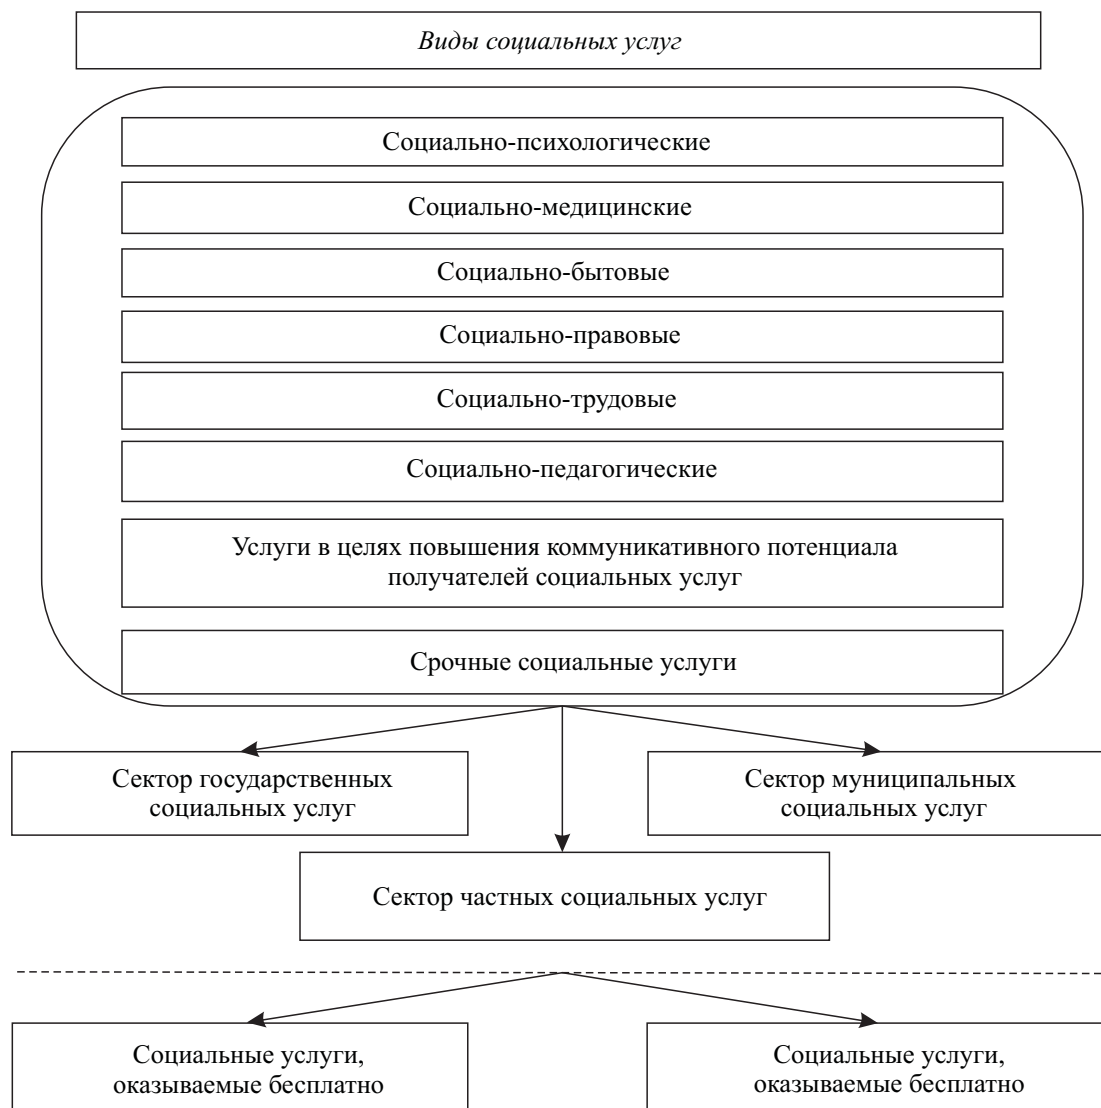 Виды социальных услуг
Социально-психологические
Социально-медицинские
Социально-бытовые
Социально-правовые
Социально-трудовые
Социально-педагогические
Услуги в целях повышения коммуникативного потенциала
получателей социальных услуг
Срочные социальные услуги
Сектор государственных
социальных услуг
Сектор муниципальных
социальных услуг
Сектор частных социальных услуг
Социальные услуги,
оказываемые бесплатно
Социальные услуги,
оказываемые бесплатно